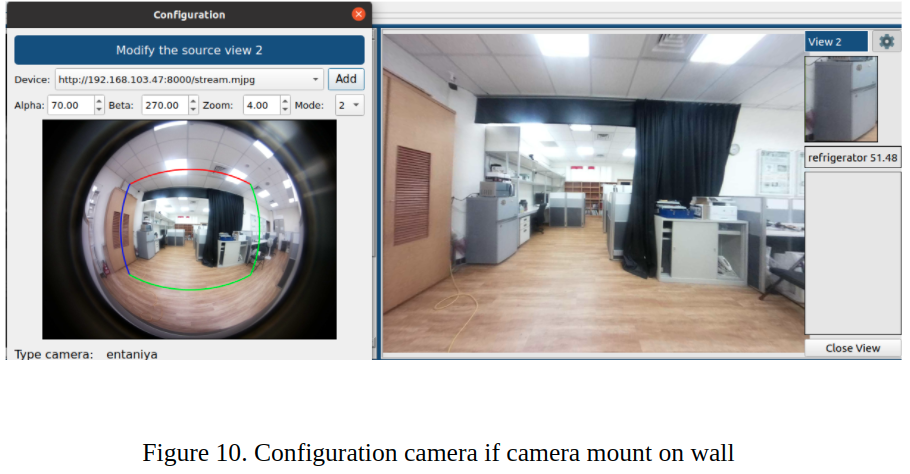 Configuration
Modify the source view 2
Device: http://192.168.103.47:8000/stream.mjpg Add
Alpha: 70.00 Beta: 270.00 Zoom: 4.00 Mode: 2
Type camera: entaniya
View 2
refrigerator 51.48
Close View
Figure 10. Configuration camera if camera mount on wall